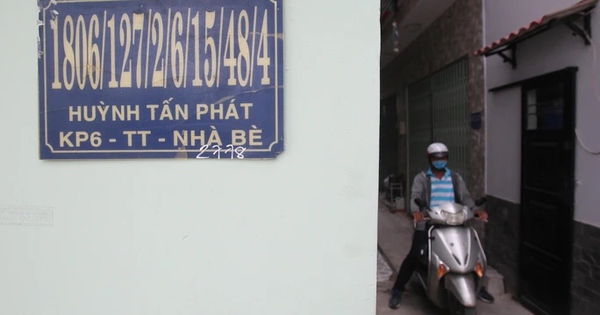 1806/127/2/6/15/48/4
HUỲNH TẤN PHÁT
KP6 - TT - NHÀ BÈ
2778